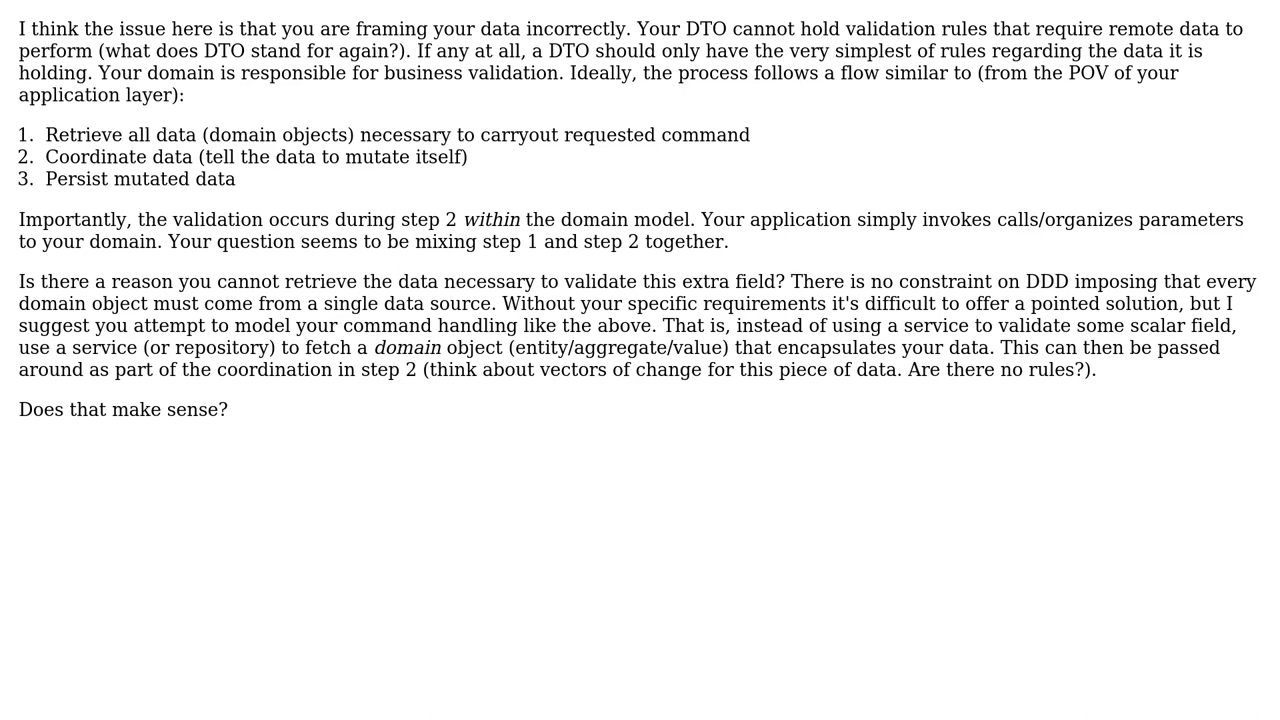 I think the issue here is that you are framing your data incorrectly. Your DTO cannot hold validation rules that require remote data to
perform (what does DTO stand for again?). If any at all, a DTO should only have the very simplest of rules regarding the data it is
holding. Your domain is responsible for business validation. Ideally, the process follows a flow similar to (from the POV of your
application layer):
1. Retrieve all data (domain objects) necessary to carryout requested command
2. Coordinate data (tell the data to mutate itself)
3. Persist mutated data
Importantly, the validation occurs during step 2 within the domain model. Your application simply invokes calls/organizes parameters
to your domain. Your question seems to be mixing step 1 and step 2 together.
Is there a reason you cannot retrieve the data necessary to validate this extra field? There is no constraint on DDD imposing that every
domain object must come from a single data source. Without your specific requirements it's difficult to offer a pointed solution, but I
suggest you attempt to model your command handling like the above. That is, instead of using a service to validate some scalar field,
use a service (or repository) to fetch a domain object (entity/aggregate/value) that encapsulates your data. This can then be passed
around as part of the coordination in step 2 (think about vectors of change for this piece of data. Are there no rules?).
Does that make sense?